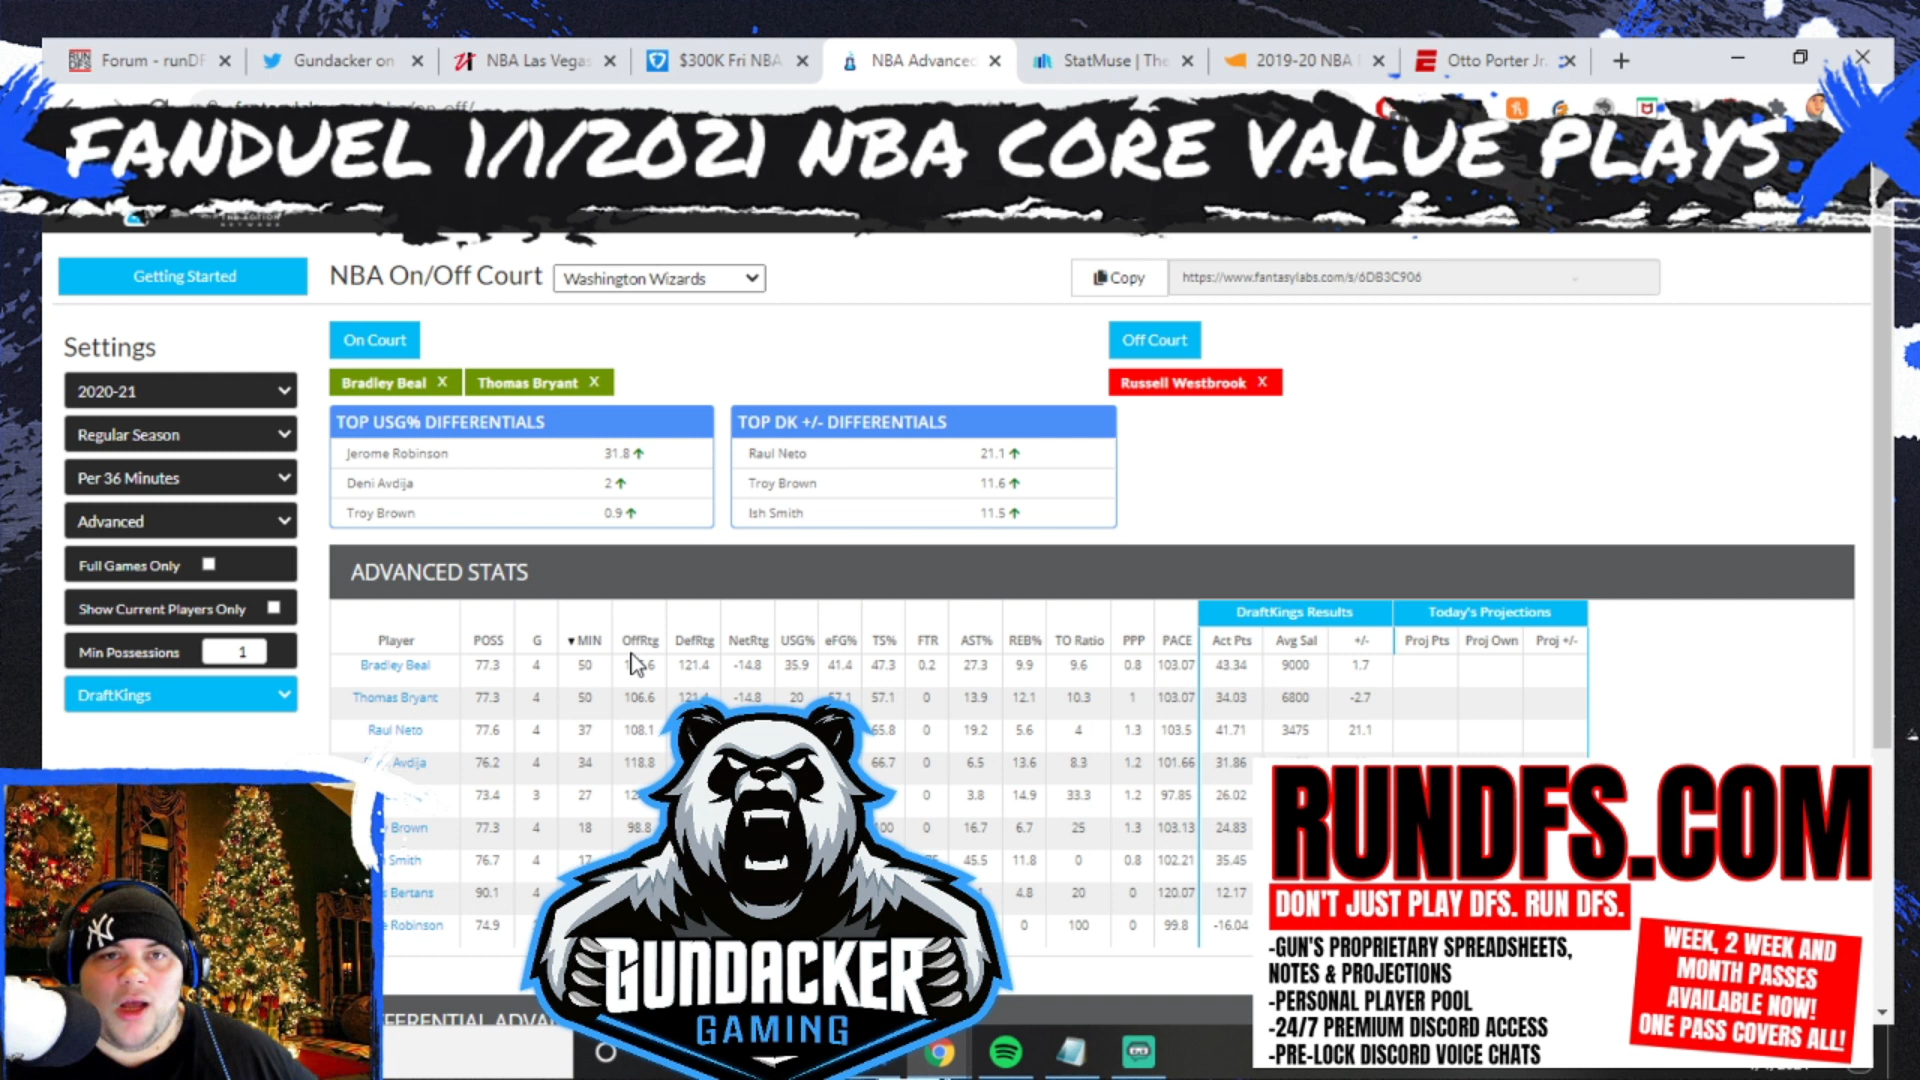 Forum - runDF
Gundacker on
NBA Las Vegas
$300K Fri NBA
NBA Advanced
StatMuse | The
2019-20 NBA
Otto Porter Jr.
FANDUEL 1/1/2021 NBA CORE VALUE PLAYS
Getting Started
NBA On/Off Court
Washington Wizards
Copy
https://www.fantasylabs.com/s/6DB3C906
Settings
On Court
Off Court
2020-21
Bradley Beal X
Thomas Bryant X
Russell Westbrook X
Regular Season
TOP USG% DIFFERENTIALS
TOP DK +/- DIFFERENTIALS
Per 36 Minutes
Jerome Robinson 31.8
Raul Neto 21.1
Advanced
Deni Avdija 2
Troy Brown 11.6
Full Games Only
Troy Brown 0.9
Ish Smith 11.5
Show Current Players Only
Min Possessions 1
DraftKings
ADVANCED STATS
DraftKings Results Today's Projections
Player POSS G MIN OffRtg DefRtg NetRtg USG% eFG% TS% FTR AST% REB% TO Ratio PPP PACE Act Pts Avg Sal +/- Proj Pts Proj Own Proj +/-
Bradley Beal 77.3 4 50 121.4 -14.8 35.9 41.4 47.3 0.2 27.3 9.9 9.6 0.8 103.07 43.34 9000 1.7
Thomas Bryant 77.3 4 50 106.6 -14.8 20 57.1 57.1 0 13.9 12.1 10.3 1 103.07 34.03 6800 -2.7
Raul Neto 77.6 4 37 108.1 65.8 0 19.2 5.6 4 1.3 103.5 41.71 3475 21.1
Avdija 76.2 4 34 118.8 66.7 0 6.5 13.6 8.3 1.2 101.66 31.86
73.4 3 27 0 3.8 14.9 33.3 1.2 97.85 26.02
Brown 77.3 4 18 98.8 100 0 16.7 6.7 25 1.3 103.13 24.83
Smith 76.7 4 17 45.5 11.8 0 0.8 102.21 35.45
Bertans 90.1 4 4.8 20 0 120.07 12.17
Robinson 74.9 0 100 0 99.8 -16.04
GUNDACKER
GAMING
RUNDFS.COM
DON'T JUST PLAY DFS. RUN DFS.
-GUN'S PROPRIETARY SPREADSHEETS,
NOTES & PROJECTIONS
-PERSONAL PLAYER POOL
-24/7 PREMIUM DISCORD ACCESS
-PRE-LOCK DISCORD VOICE CHATS
WEEK, 2 WEEK AND
MONTH PASSES
AVAILABLE NOW!
ONE PASS COVERS ALL!